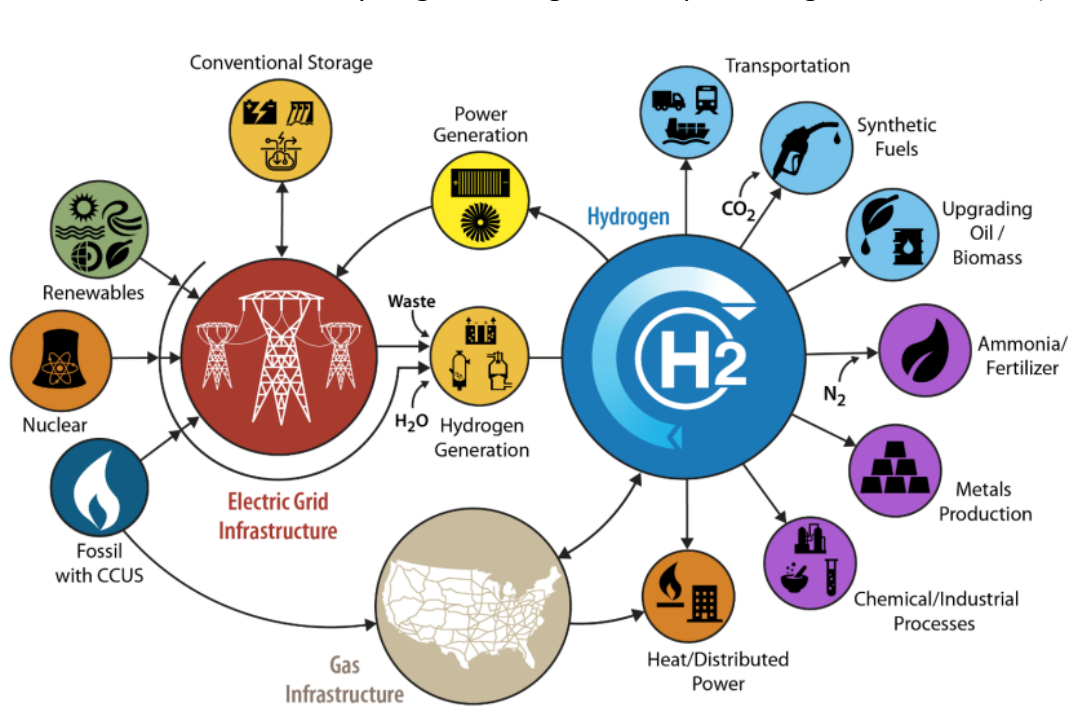 Conventional Storage
Transportation
Power
Generation
Synthetic
Fuels
Hydrogen
CO2
Upgrading
Oil /
Biomass
Renewables
Waste
H2
Ammonia/
Fertilizer
N2
Nuclear
H2O
Hydrogen
Generation
Electric Grid
Infrastructure
Metals
Production
Fossil
with CCUS
Chemical/Industrial
Processes
Gas
Infrastructure
Heat/Distributed
Power